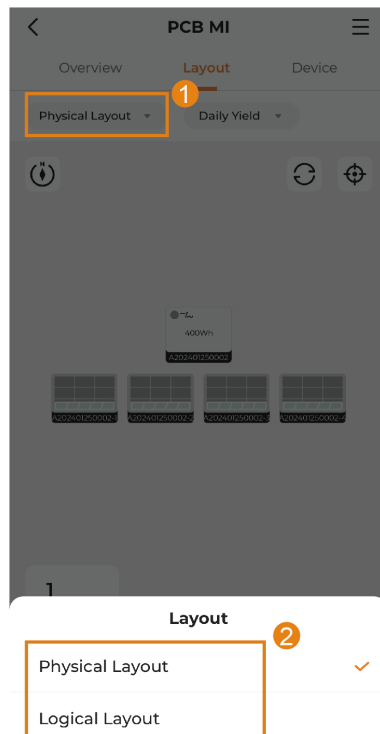 PCB MI
Overview Layout Device
1
Physical Layout Daily Yield
N
400Wh
A202401250002
A202401250002-1 A202401250002-2 A202401250002-3 A202401250002-4
1
Layout
2
Physical Layout
Logical Layout